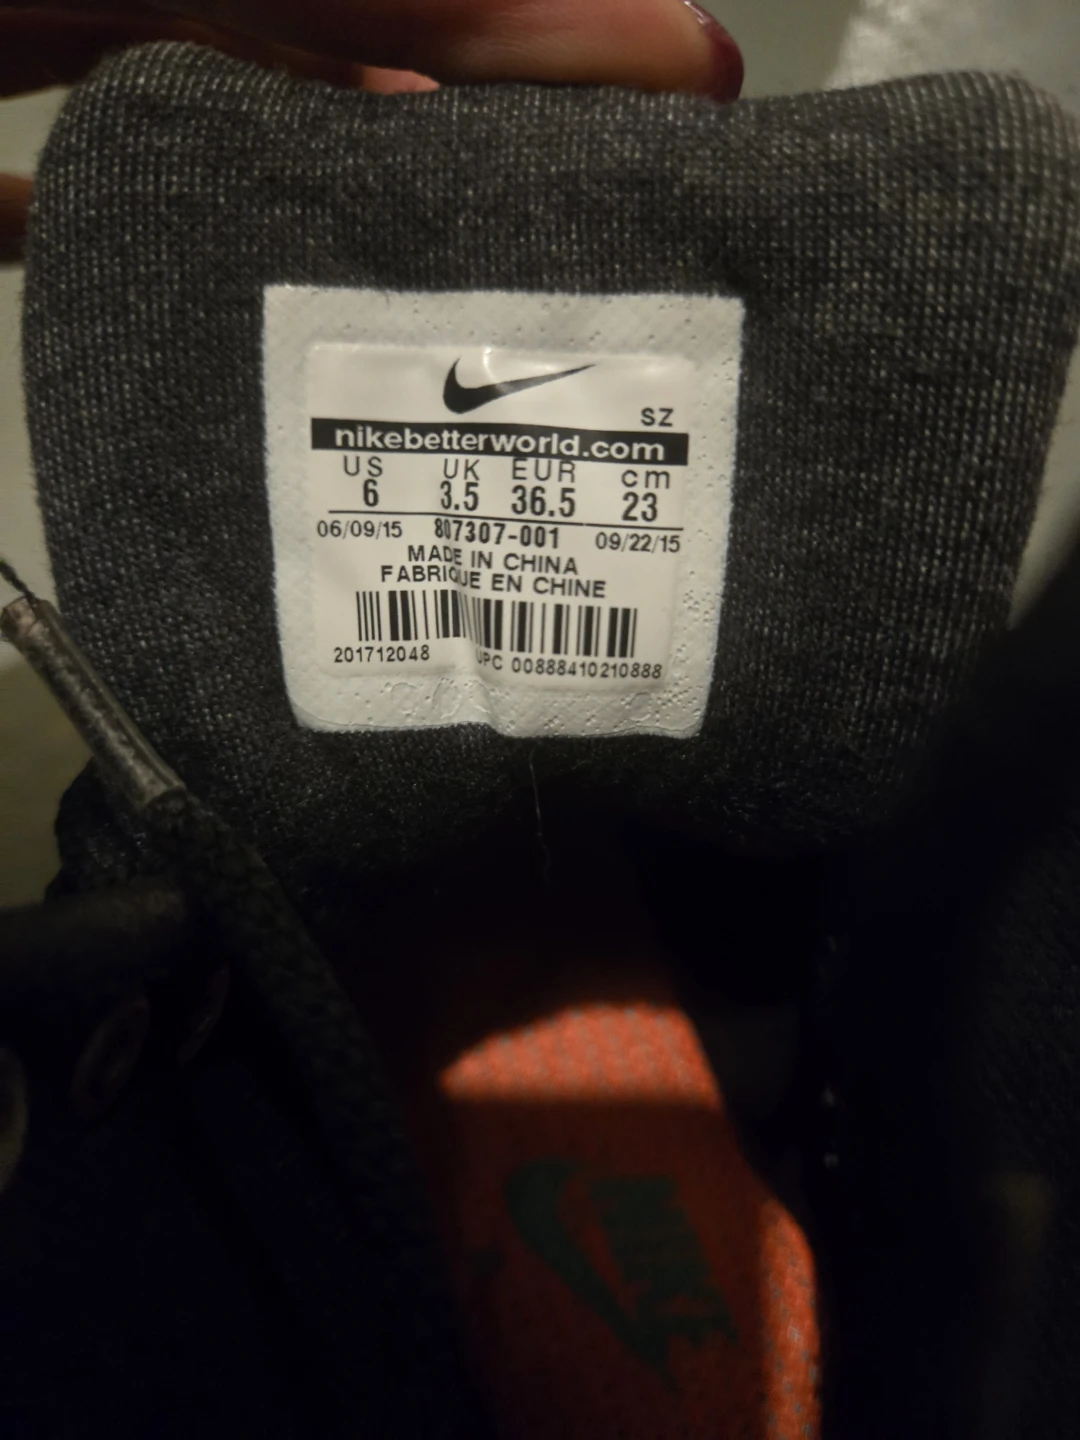 SZ
nikebetterworld.com
US UK EUR cm
6 3.5 36.5 23
06/09/15 807307-001 09/22/15
MADE IN CHINA
FABRIQUE EN CHINE
201712048 UPC 00888410210888
NIKE